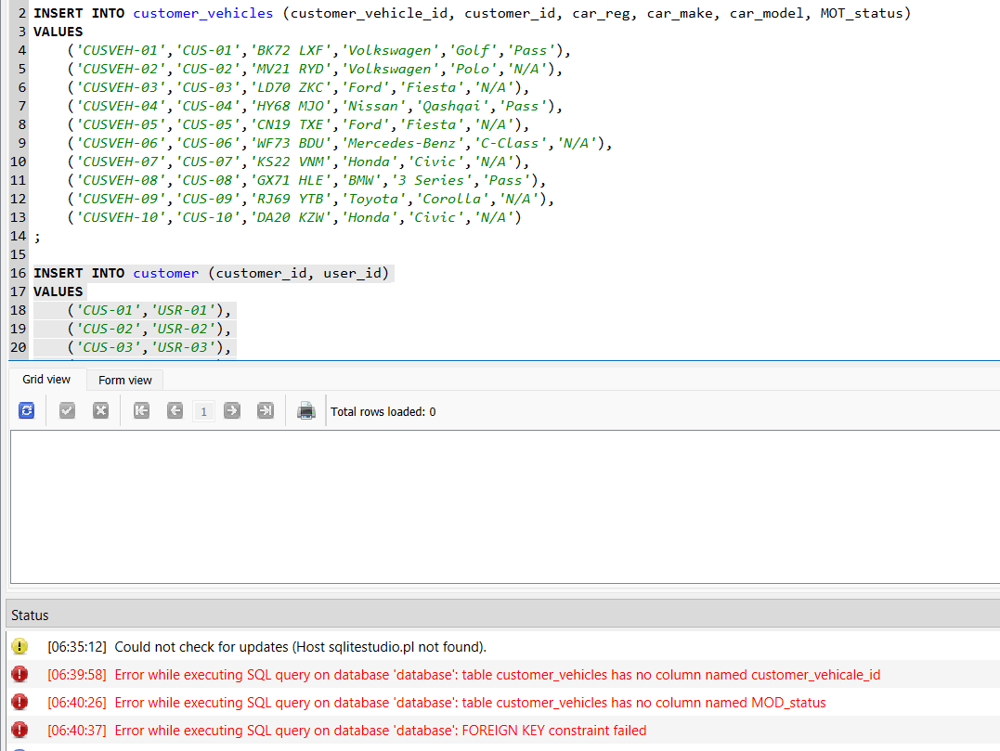 2 INSERT INTO customer_vehicles (customer_vehicle_id, customer_id, car_reg, car_make, car_model, MOT_status)
3 VALUES
4 ('CUSVEH-01','CUS-01','BK72 LXF','Volkswagen','Golf','Pass'),
5 ('CUSVEH-02','CUS-02','MV21 RYD','Volkswagen','Polo','N/A'),
6 ('CUSVEH-03','CUS-03','LD70 ZKC','Ford','Fiesta','N/A'),
7 ('CUSVEH-04','CUS-04','HY68 MJO','Nissan','Qashqai','Pass'),
8 ('CUSVEH-05','CUS-05','CN19 TXE','Ford','Fiesta','N/A'),
9 ('CUSVEH-06','CUS-06','WF73 BDU','Mercedes-Benz','C-Class','N/A'),
10 ('CUSVEH-07','CUS-07','KS22 VNM','Honda','Civic','N/A'),
11 ('CUSVEH-08','CUS-08','GX71 HLE','BMW','3 Series','Pass'),
12 ('CUSVEH-09','CUS-09','RJ69 YTB','Toyota','Corolla','N/A'),
13 ('CUSVEH-10','CUS-10','DA20 KZW','Honda','Civic','N/A')
14 ;
15
16 INSERT INTO customer (customer_id, user_id)
17 VALUES
18 ('CUS-01','USR-01'),
19 ('CUS-02','USR-02'),
20 ('CUS-03','USR-03'),
Grid view Form view
1 Total rows loaded: 0
Status
[06:35:12] Could not check for updates (Host sqlitestudio.pl not found).
[06:39:58] Error while executing SQL query on database 'database': table customer_vehicles has no column named customer_vehicale_id
[06:40:26] Error while executing SQL query on database 'database': table customer_vehicles has no column named MOD_status
[06:40:37] Error while executing SQL query on database 'database': FOREIGN KEY constraint failed